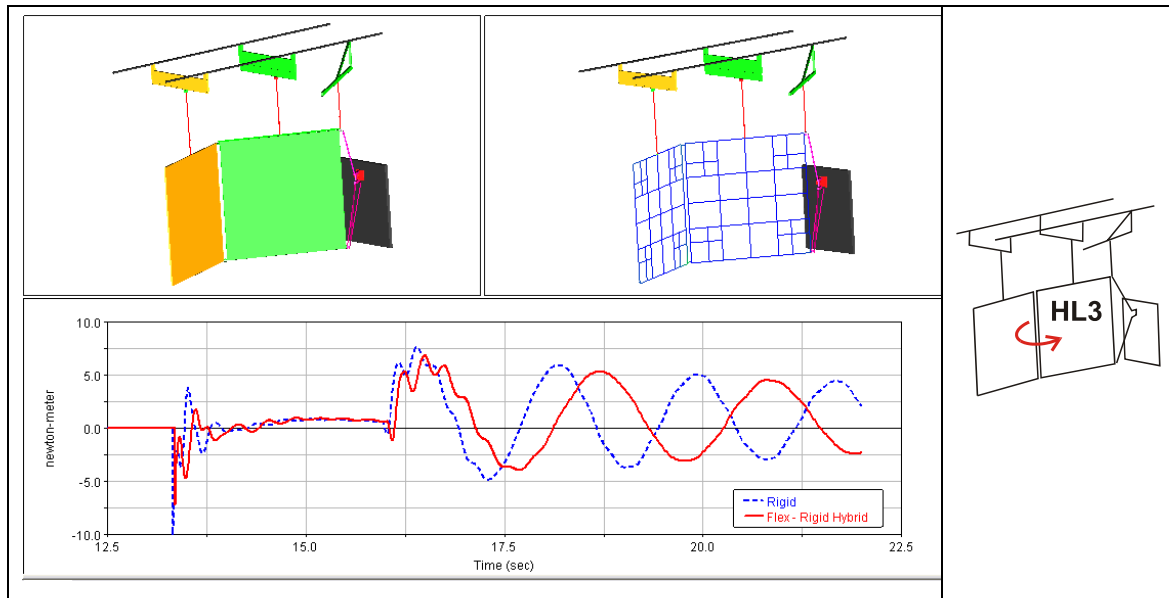 HL3
10.0
5.0
0.0
-5.0
-10.0
newton-meter
12.5 15.0 17.5 20.0 22.5
Time (sec)
Rigid
Flex - Rigid Hybrid